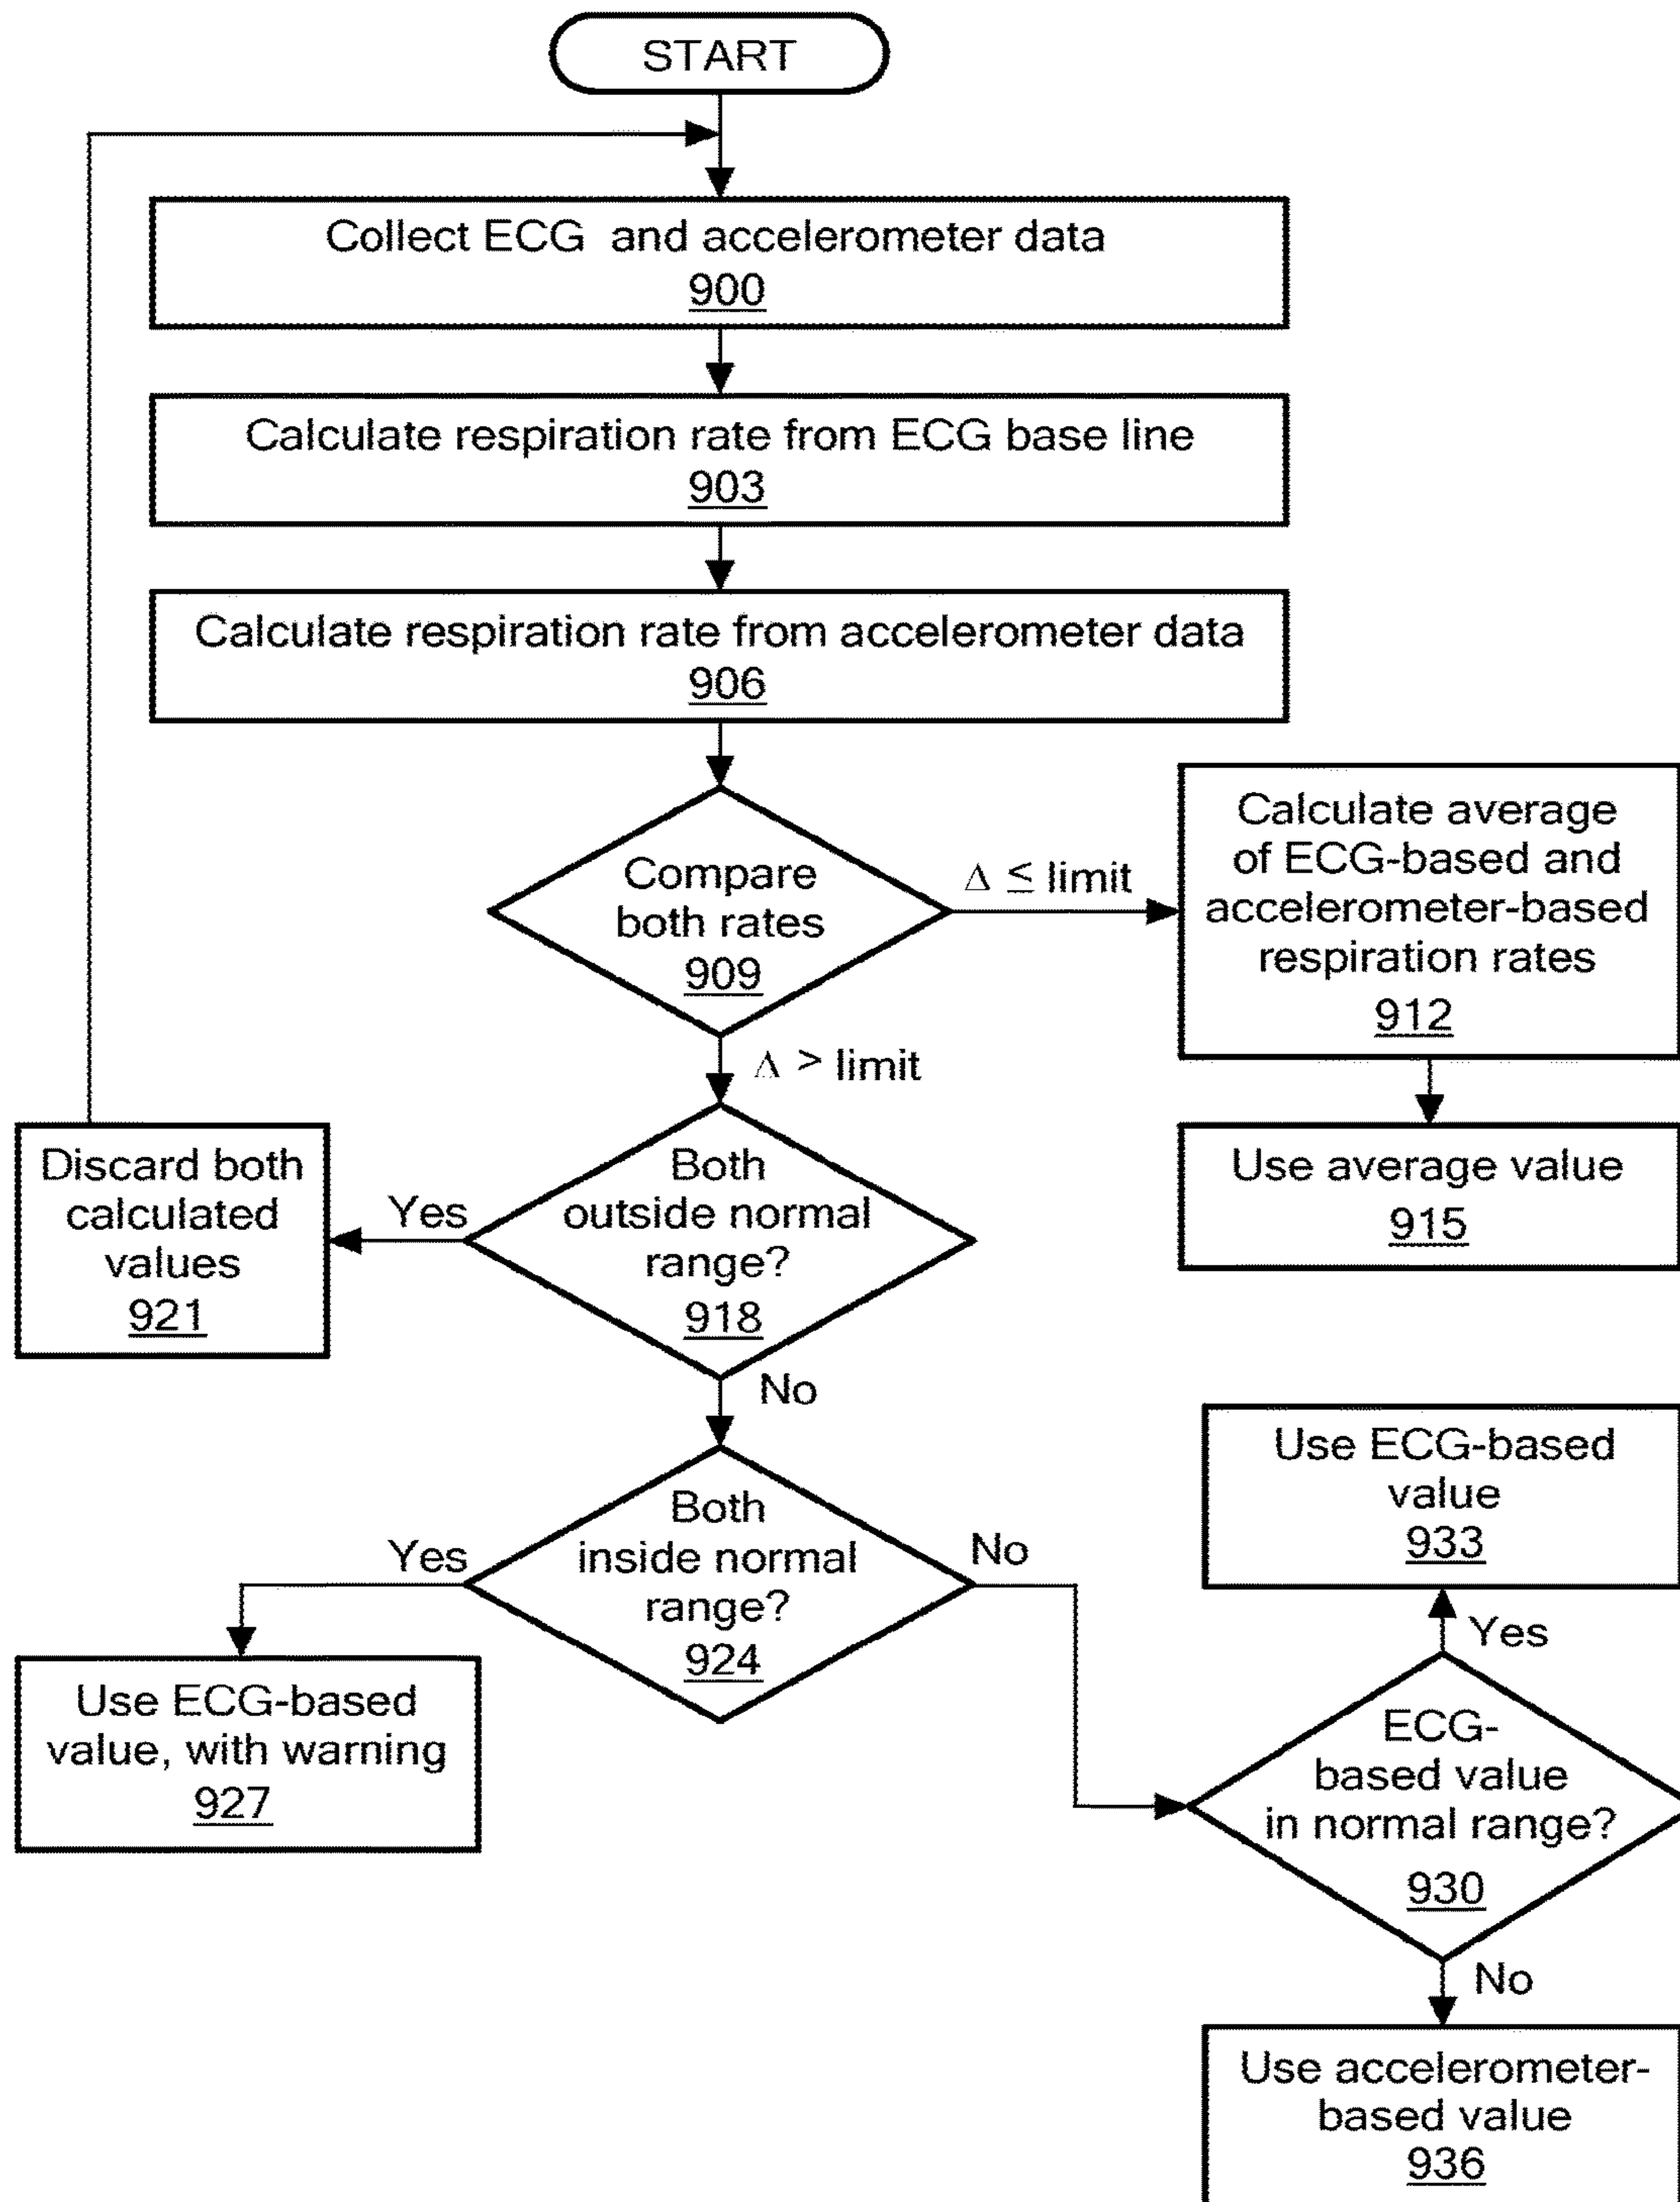 START
Collect ECG and accelerometer data
900
Calculate respiration rate from ECG base line
903
Calculate respiration rate from accelerometer data
906
Compare
both rates
909
Δ ≤ limit
Calculate average
of ECG-based and
accelerometer-based
respiration rates
912
Δ > limit
Use average value
915
Both
outside normal
range?
918
Yes
Discard both
calculated
values
921
No
Both
inside normal
range?
924
Yes
Use ECG-based
value, with warning
927
No
ECG-
based value
in normal range?
930
Yes
Use ECG-based
value
933
No
Use accelerometer-
based value
936